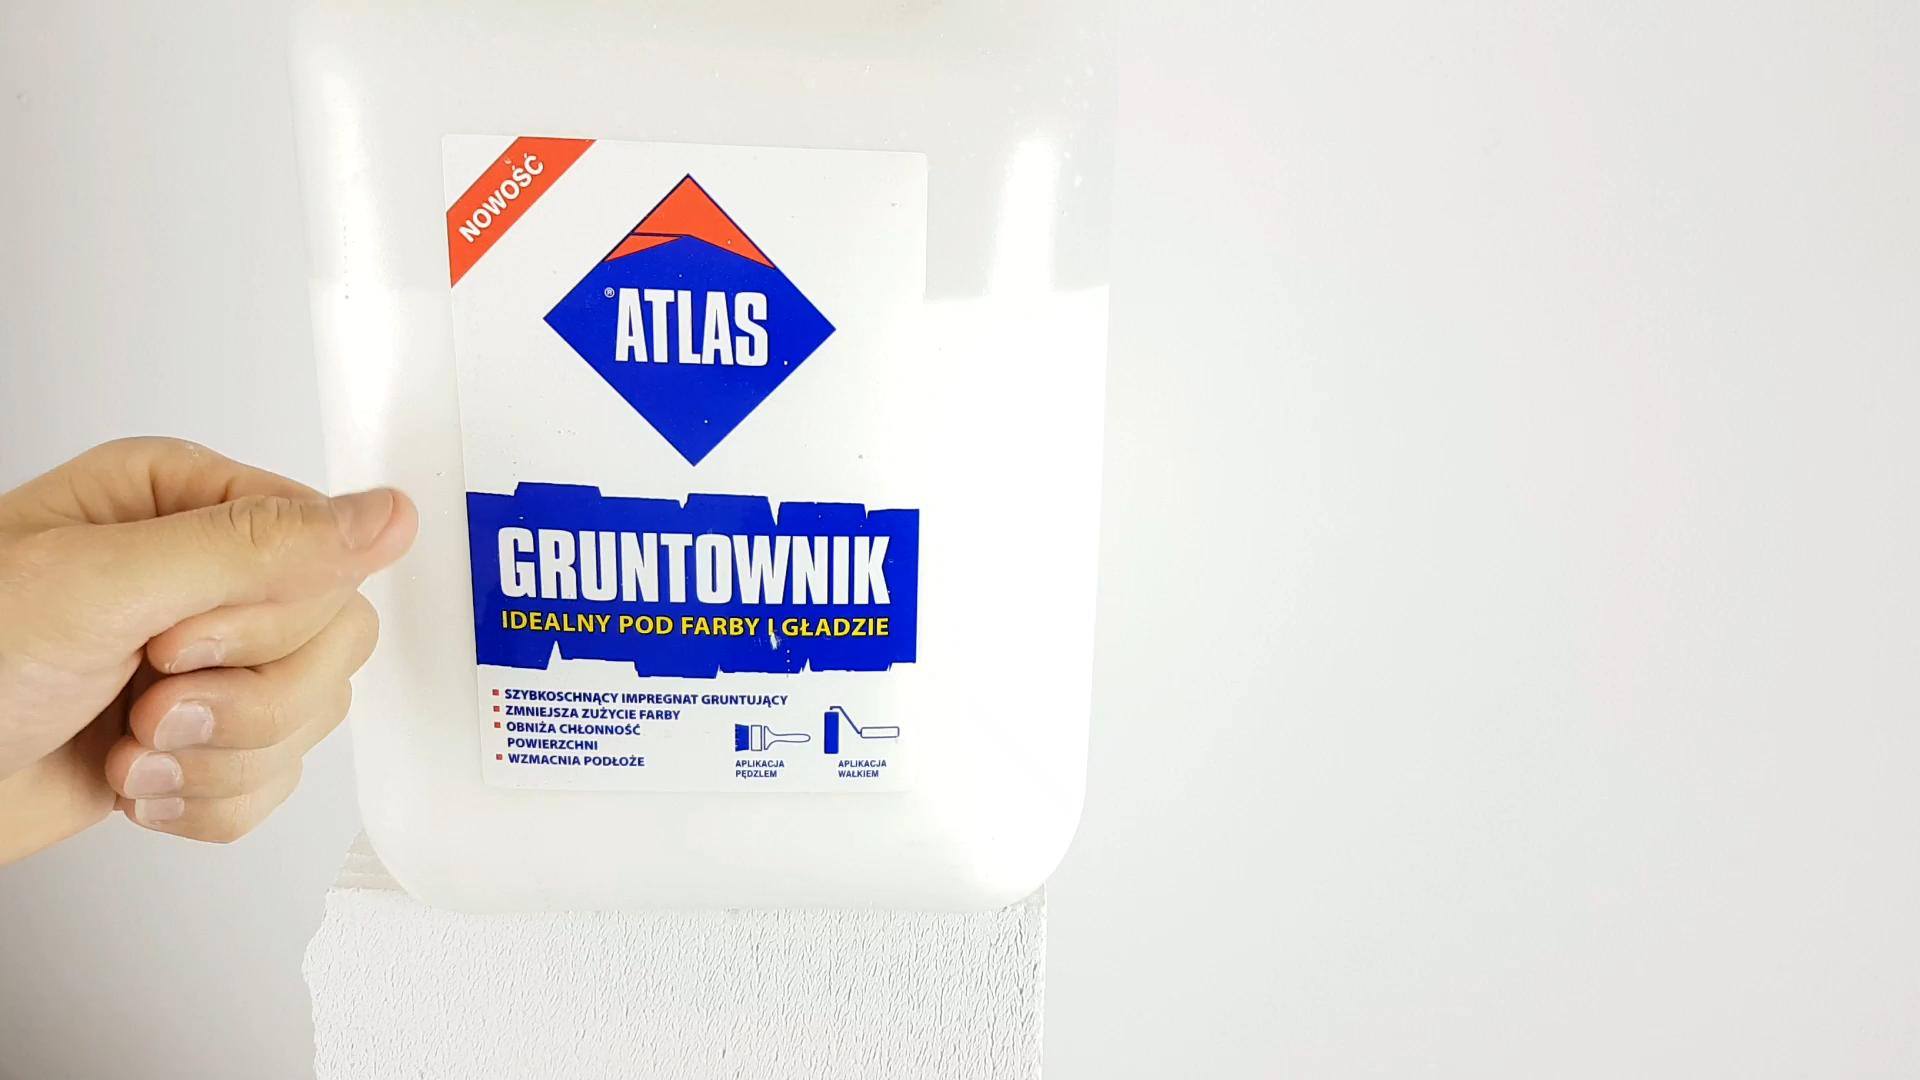 NOWOŚĆ
® ATLAS
GRUNTOWNIK
IDEALNY POD FARBY I GŁADZIE
SZYBKOSCHNĄCY IMPREGNAT GRUNTUJĄCY
ZMNIEJSZA ZUŻYCIE FARBY
OBNIŻA CHŁONNOŚĆ
POWIERZCHNI
WZMACNIA PODŁOŻE
APLIKACJA
PĘDZLEM
APLIKACJA
WAŁKIEM